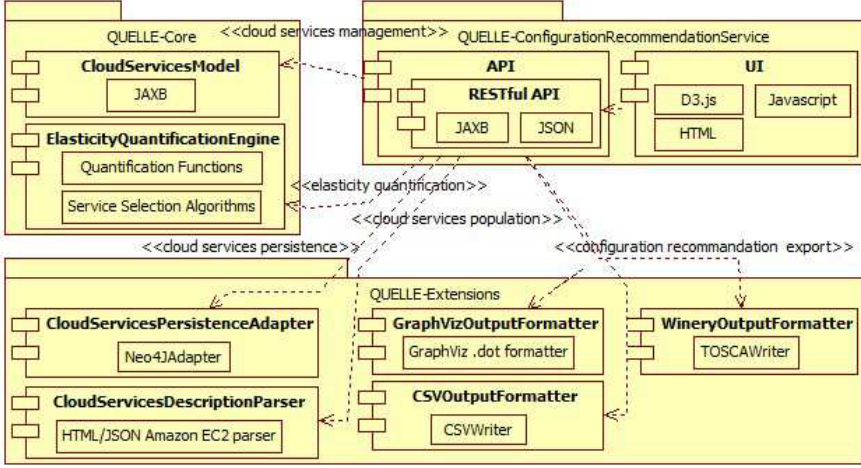 QUELLE-Core
<<cloud services management>>
QUELLE-ConfigurationRecommendationService
CloudServicesModel
JAXB
API
RESTful API
JAXB
JSON
UI
D3.js
Javascript
HTML
ElasticityQuantificationEngine
Quantification Functions
Service Selection Algorithms
<<elasticity quantification>>
<<cloud services population>>
<<cloud services persistence>>
<<configuration recommandation export>>
QUELLE-Extensions
CloudServicesPersistenceAdapter
Neo4JAdapter
GraphVizOutputFormatter
GraphViz .dot formatter
WineryOutputFormatter
TOSCAWriter
CloudServicesDescriptionParser
HTML/JSON Amazon EC2 parser
CSVOutputFormatter
CSVWriter